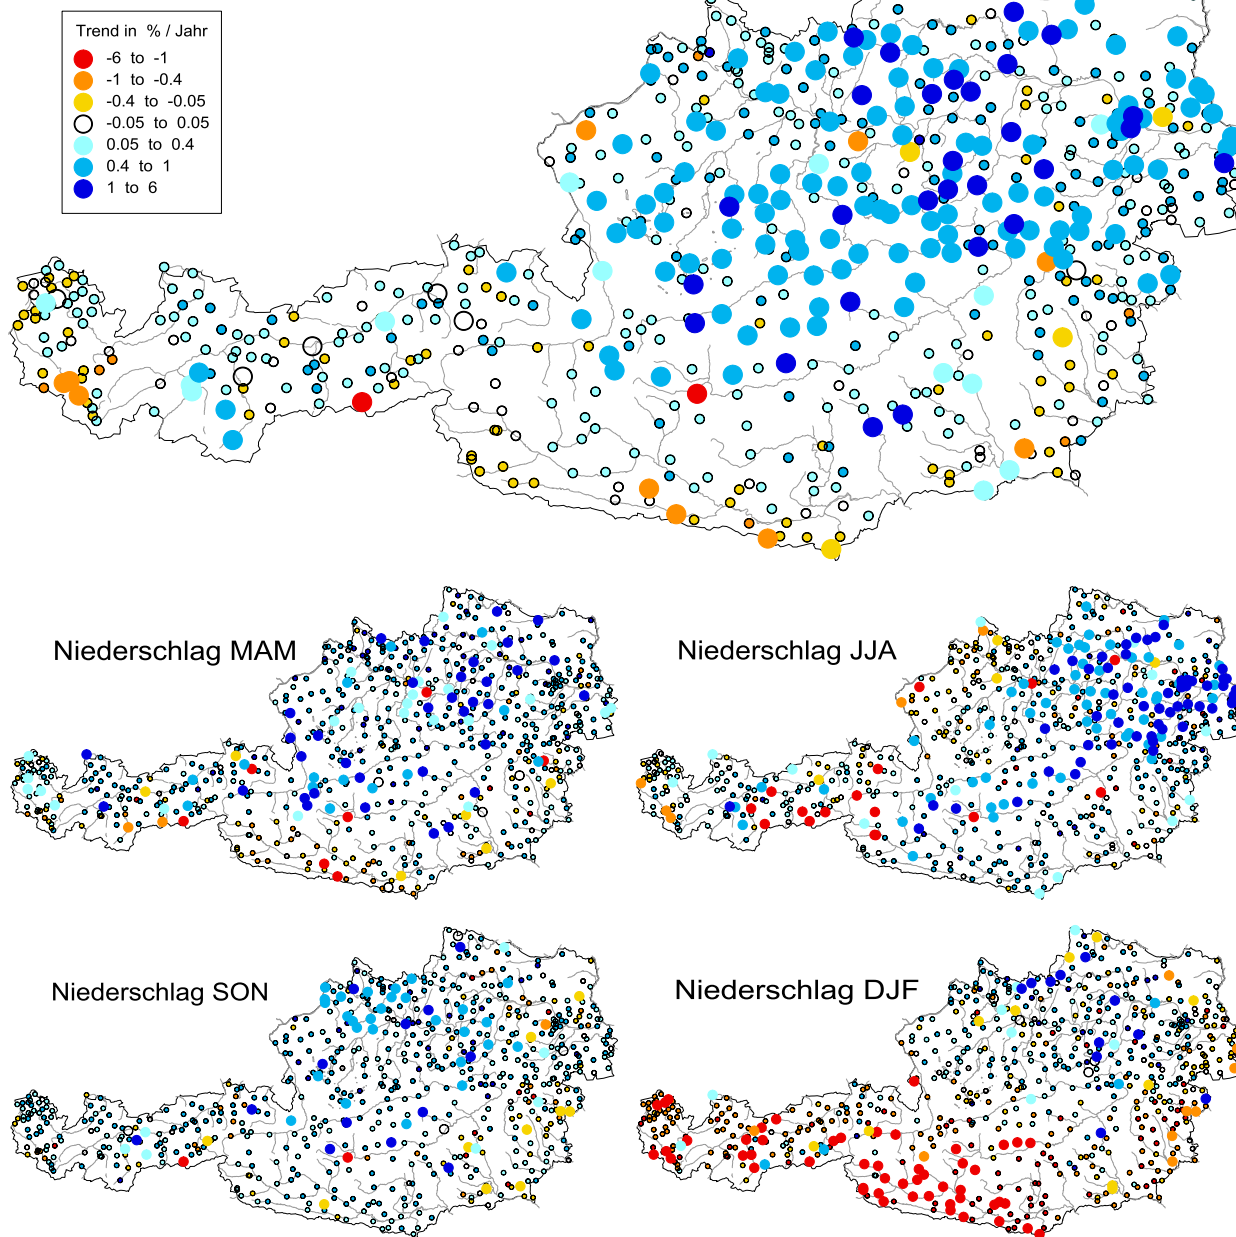 Trend in % / Jahr
-6 to -1
-1 to -0.4
-0.4 to -0.05
-0.05 to 0.05
0.05 to 0.4
0.4 to 1
1 to 6
Niederschlag MAM
Niederschlag JJA
Niederschlag SON
Niederschlag DJF